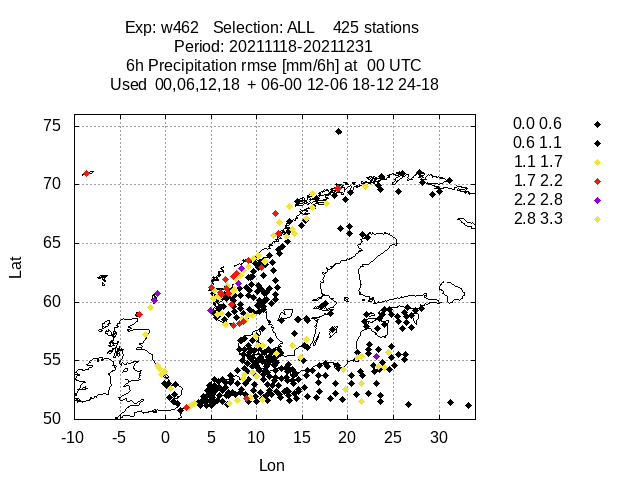 Exp: w462 Selection: ALL 425 stations
Period: 20211118-20211231
6h Precipitation rmse [mm/6h] at 00 UTC
Used 00,06,12,18 + 06-00 12-06 18-12 24-18
0.0 0.6
0.6 1.1
1.1 1.7
1.7 2.2
2.2 2.8
2.8 3.3
Lat
75
70
65
60
55
50
-10 -5 0 5 10 15 20 25 30
Lon